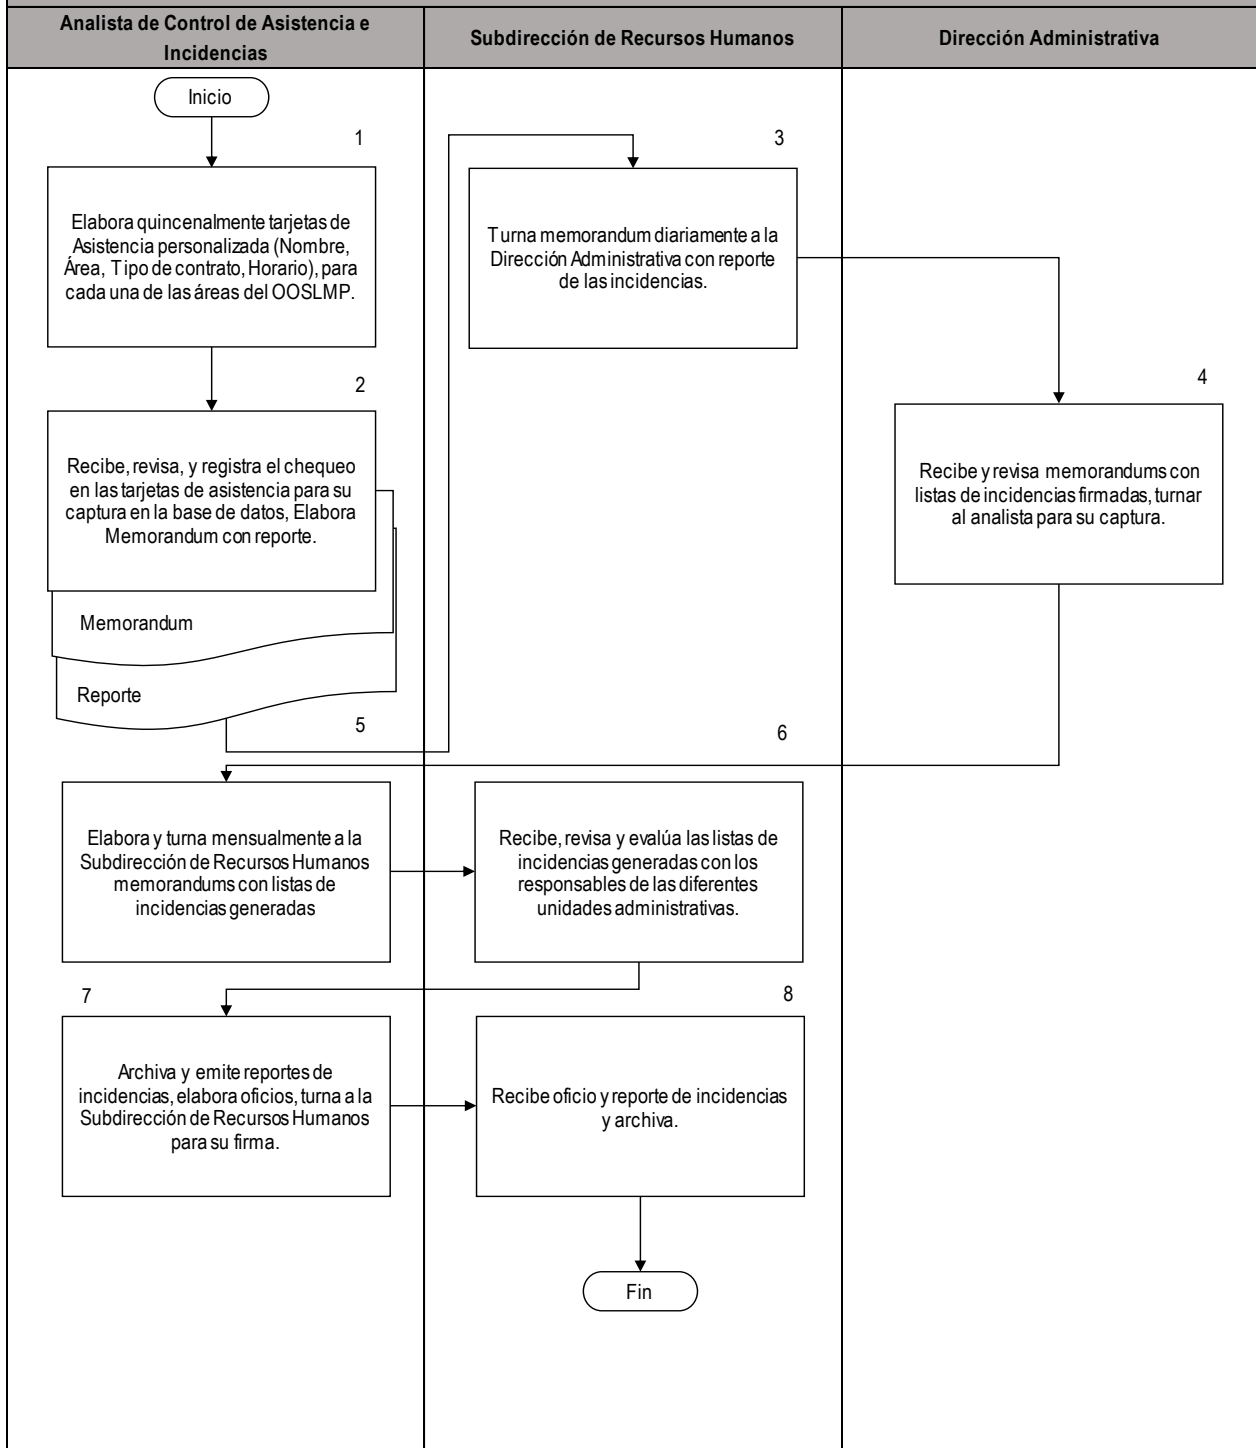 Analista de Control de Asistencia e
Incidencias
Subdirección de Recursos Humanos
Dirección Administrativa
Inicio
1
Elabora quincenalmente tarjetas de
Asistencia personalizada (Nombre,
Área, Tipo de contrato, Horario), para
cada una de las áreas del OOSLMP.
2
Recibe, revisa, y registra el chequeo
en las tarjetas de asistencia para su
captura en la base de datos, Elabora
Memorandum con reporte.
Memorandum
Reporte
3
Turna memorandum diariamente a la
Dirección Administrativa con reporte
de las incidencias.
4
Recibe y revisa memorandums con
listas de incidencias firmadas, turnar
al analista para su captura.
5
Elabora y turna mensualmente a la
Subdirección de Recursos Humanos
memorandums con listas de
incidencias generadas
6
Recibe, revisa y evalúa las listas de
incidencias generadas con los
responsables de las diferentes
unidades administrativas.
7
Archiva y emite reportes de
incidencias, elabora oficios, turna a la
Subdirección de Recursos Humanos
para su firma.
8
Recibe oficio y reporte de incidencias
y archiva.
Fin